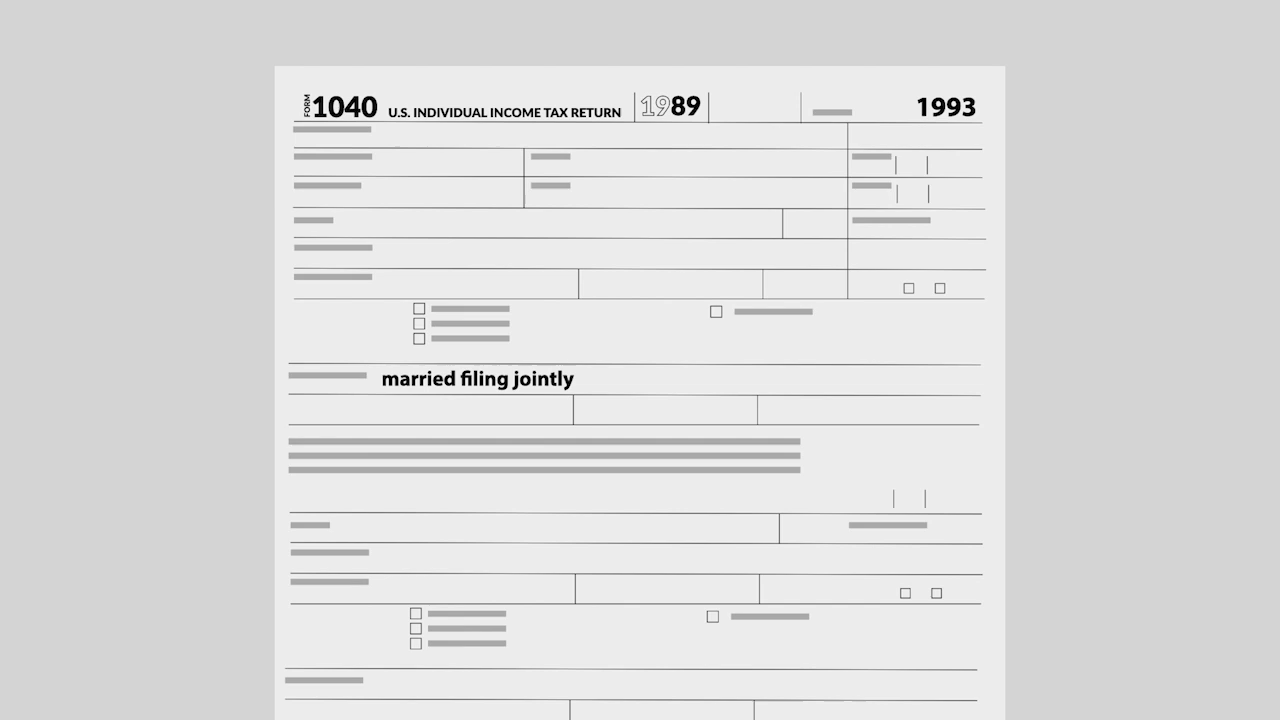 FORM 1040 U.S. INDIVIDUAL INCOME TAX RETURN 1989 1993
married filing jointly